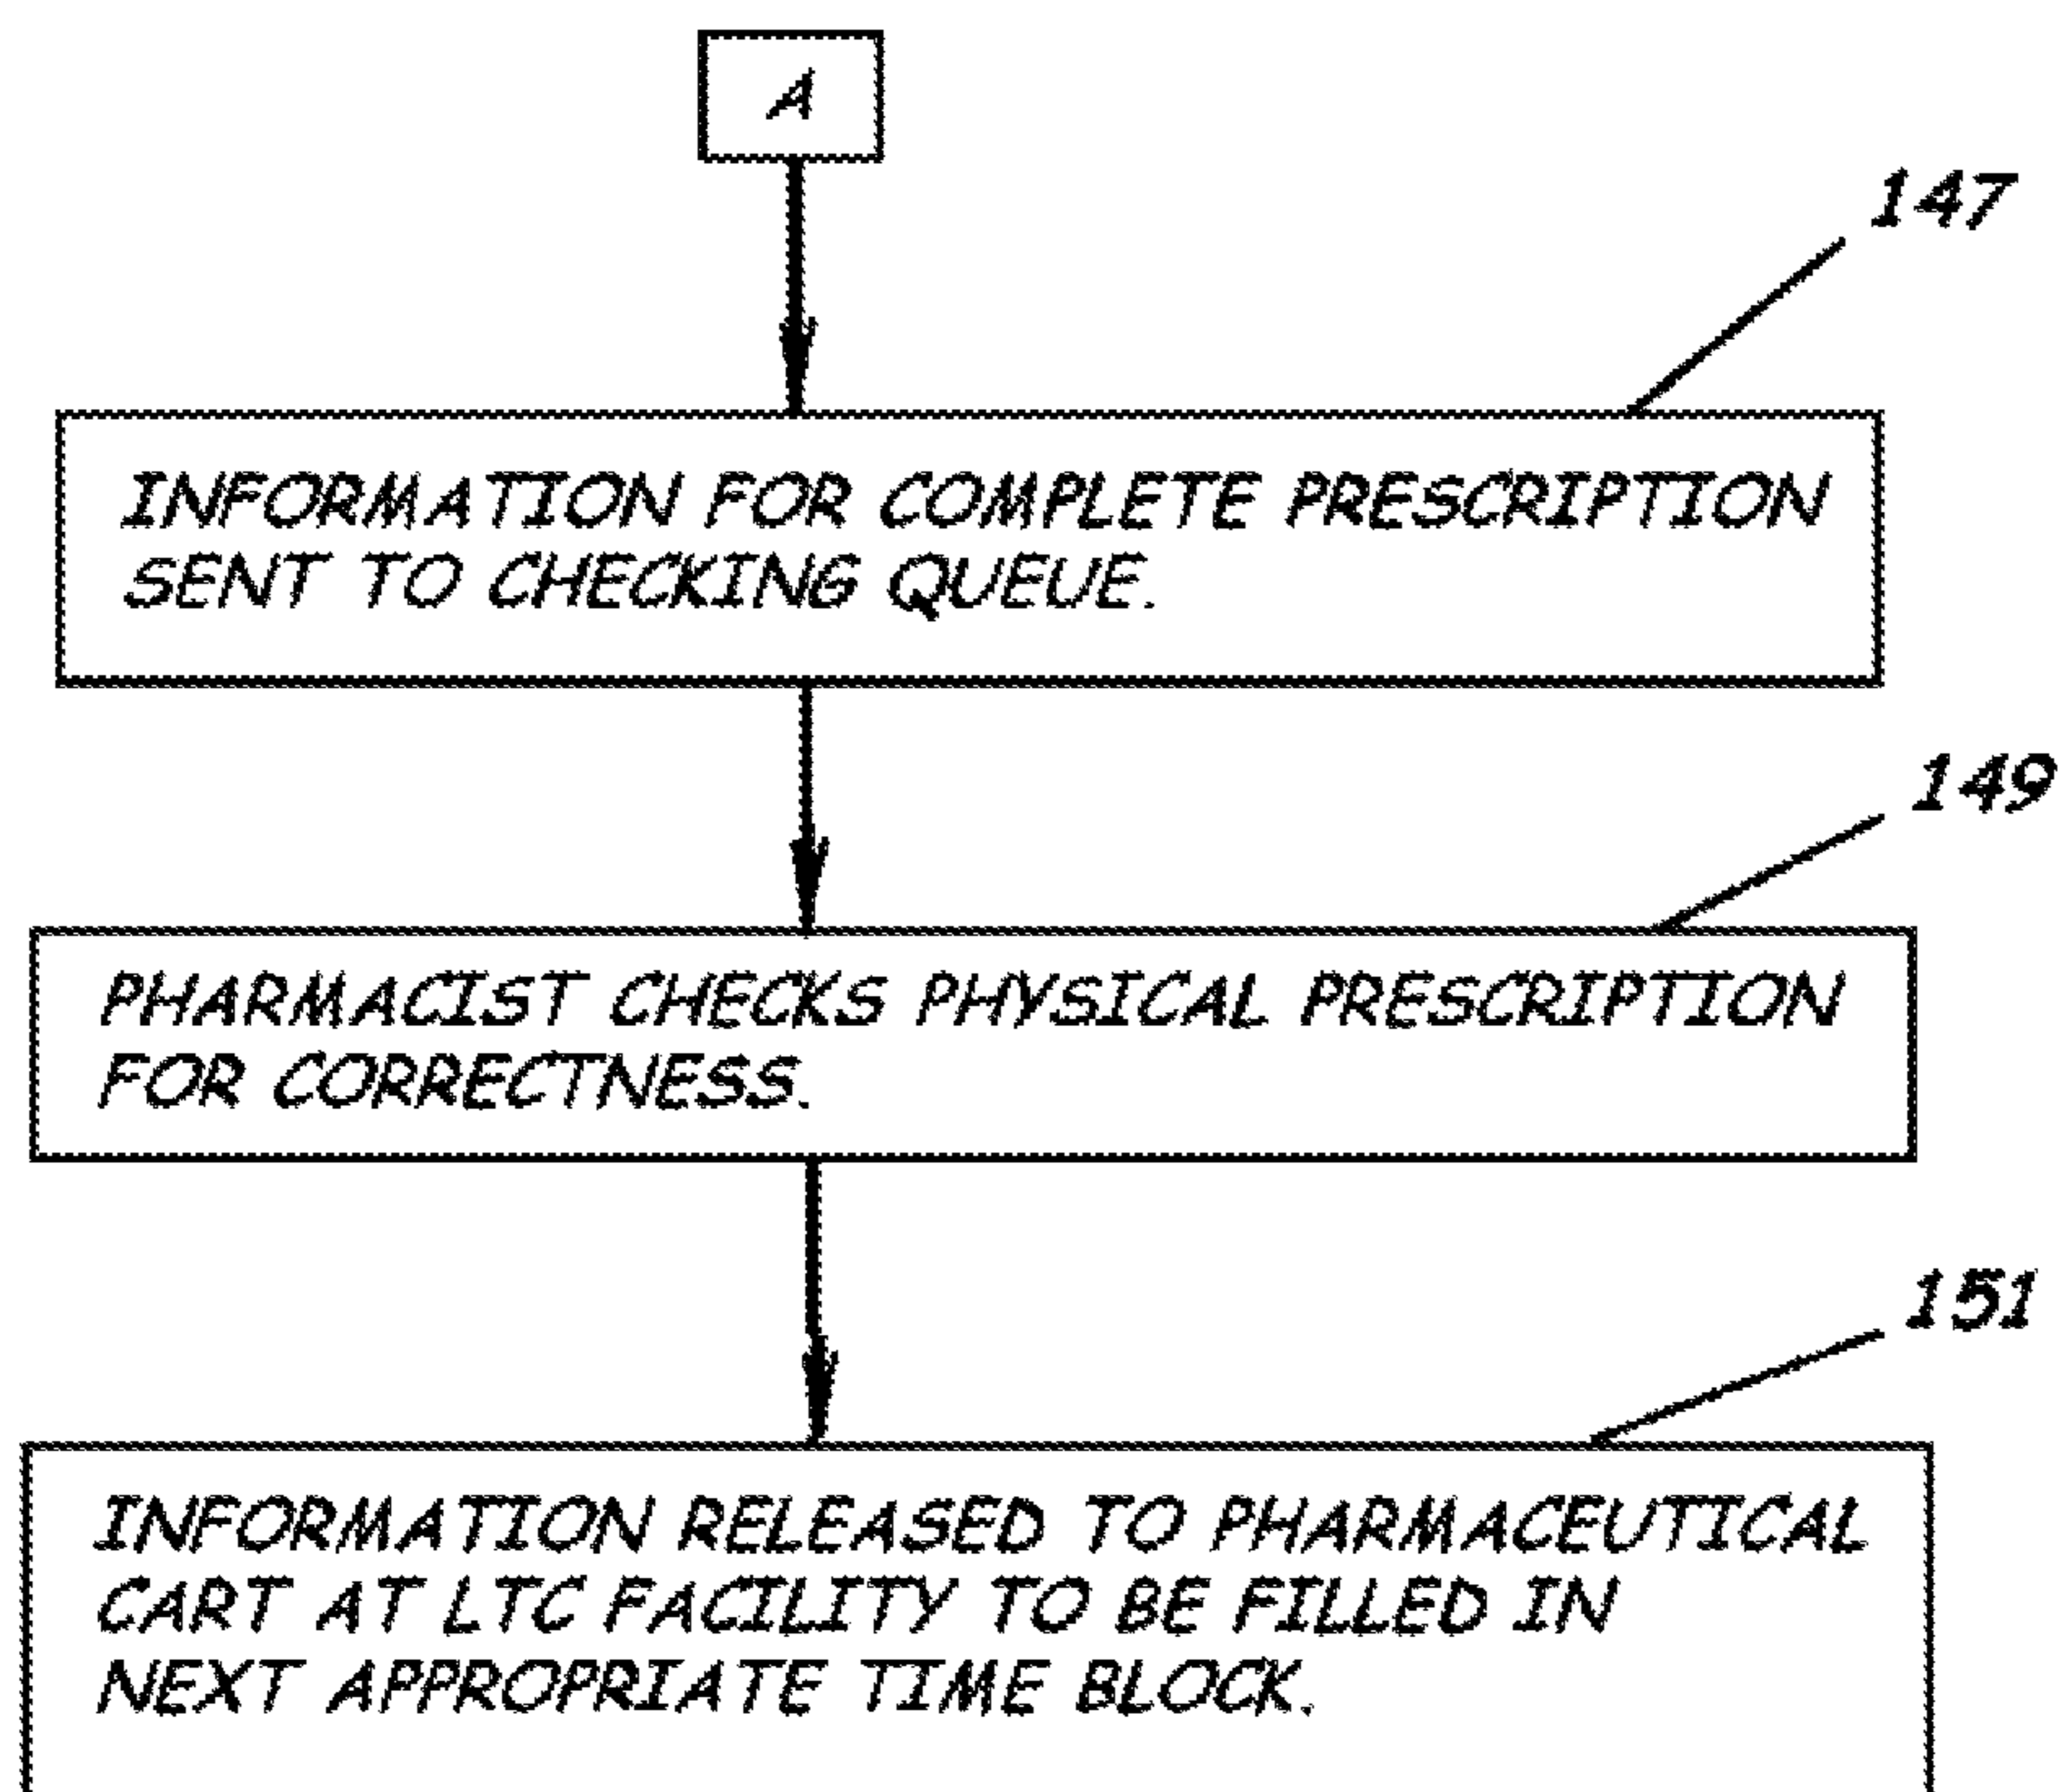 A
147
INFORMATION FOR COMPLETE PRESCRIPTION
SENT TO CHECKING QUEUE.
149
PHARMACIST CHECKS PHYSICAL PRESCRIPTION
FOR CORRECTNESS.
151
INFORMATION RELEASED TO PHARMACEUTICAL
CART AT LTC FACILITY TO BE FILLED IN
NEXT APPROPRIATE TIME BLOCK.